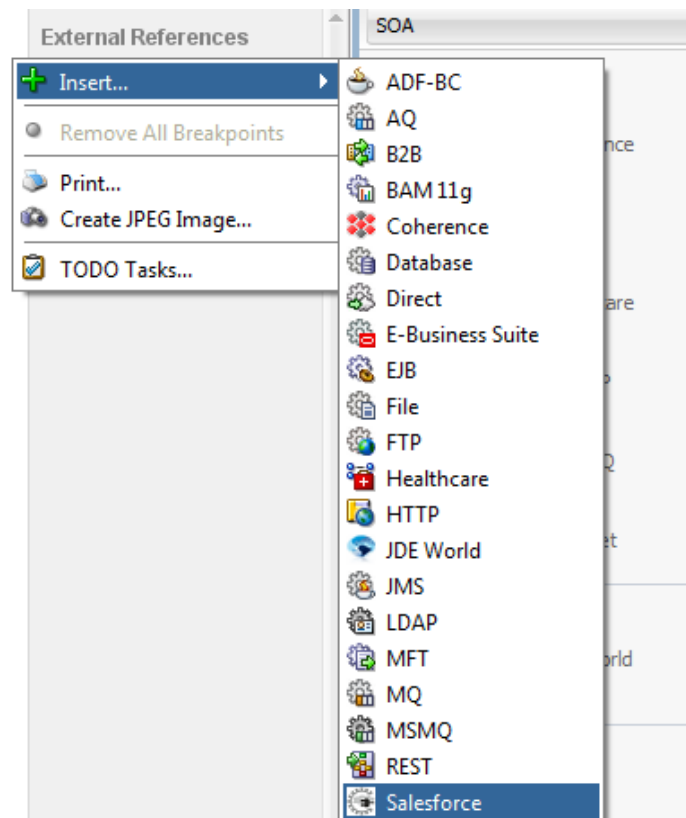 External References
SOA
Insert...
Remove All Breakpoints
Print...
Create JPEG Image...
TODO Tasks...
ADF-BC
AQ
B2B
BAM 11g
Coherence
Database
Direct
E-Business Suite
EJB
File
FTP
Healthcare
HTTP
JDE World
JMS
LDAP
MFT
MQ
MSMQ
REST
Salesforce